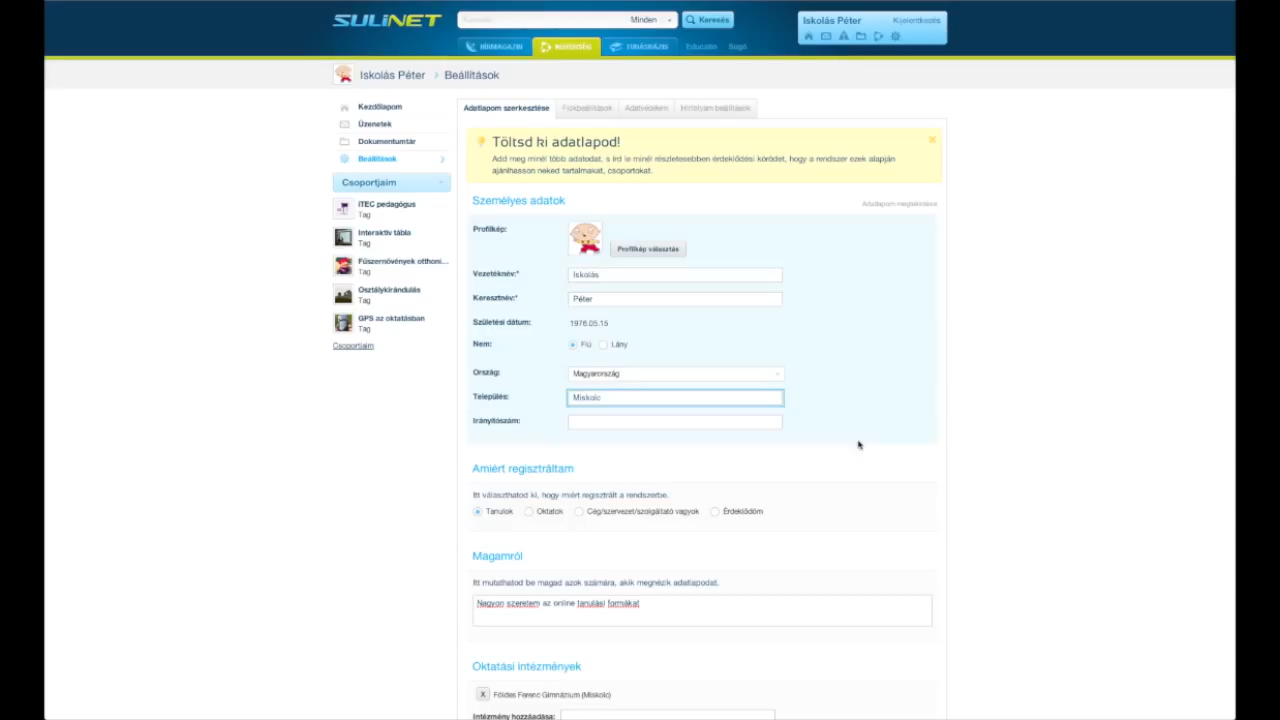 SULINET
Keresés
Minden
Keresés
Iskolás Péter
Kijelentkezés
HÍRMAGAZIN
KÖZÖSSÉG
TUDÁSBÁZIS
Educatio
Súgó
Iskolás Péter > Beállítások
Kezdőlapom
Üzenetek
Dokumentumtár
Beállítások
Csoportjaim
iTEC pedagógus
Tag
Interaktív tábla
Tag
Fűszernövények otthoni...
Tag
Osztálykirándulás
Tag
GPS az oktatásban
Tag
Csoportjaim
Adatlapom szerkesztése
Fiókbeállítások
Adatvédelem
Hírfolyam beállítások
Töltsd ki adatlapod!
Add meg minél több adatodat, s írd le minél részletesebben érdeklődési körödet, hogy a rendszer ezek alapján
ajánlhasson neked tartalmakat, csoportokat.
Személyes adatok
Adatlapom megtekintése
Profilkép:
Profilkép választás
Vezetéknév:*
Iskolás
Keresztnév:*
Péter
Születési dátum:
1976.05.15
Nem:
Fiú
Lány
Ország:
Magyarország
Település:
Miskolc
Irányítószám:
Amiért regisztráltam
Itt választhatod ki, hogy miért regisztrált a rendszerbe.
Tanulok
Oktatok
Cég/szervezet/szolgáltató vagyok
Érdeklődöm
Magamról
Itt mutathatod be magad azok számára, akik megnézik adatlapodat.
Nagyon szeretem az online tanulási formákat
Oktatási intézmények
X Földes Ferenc Gimnázium (Miskolc)
Intézmény hozzáadása: